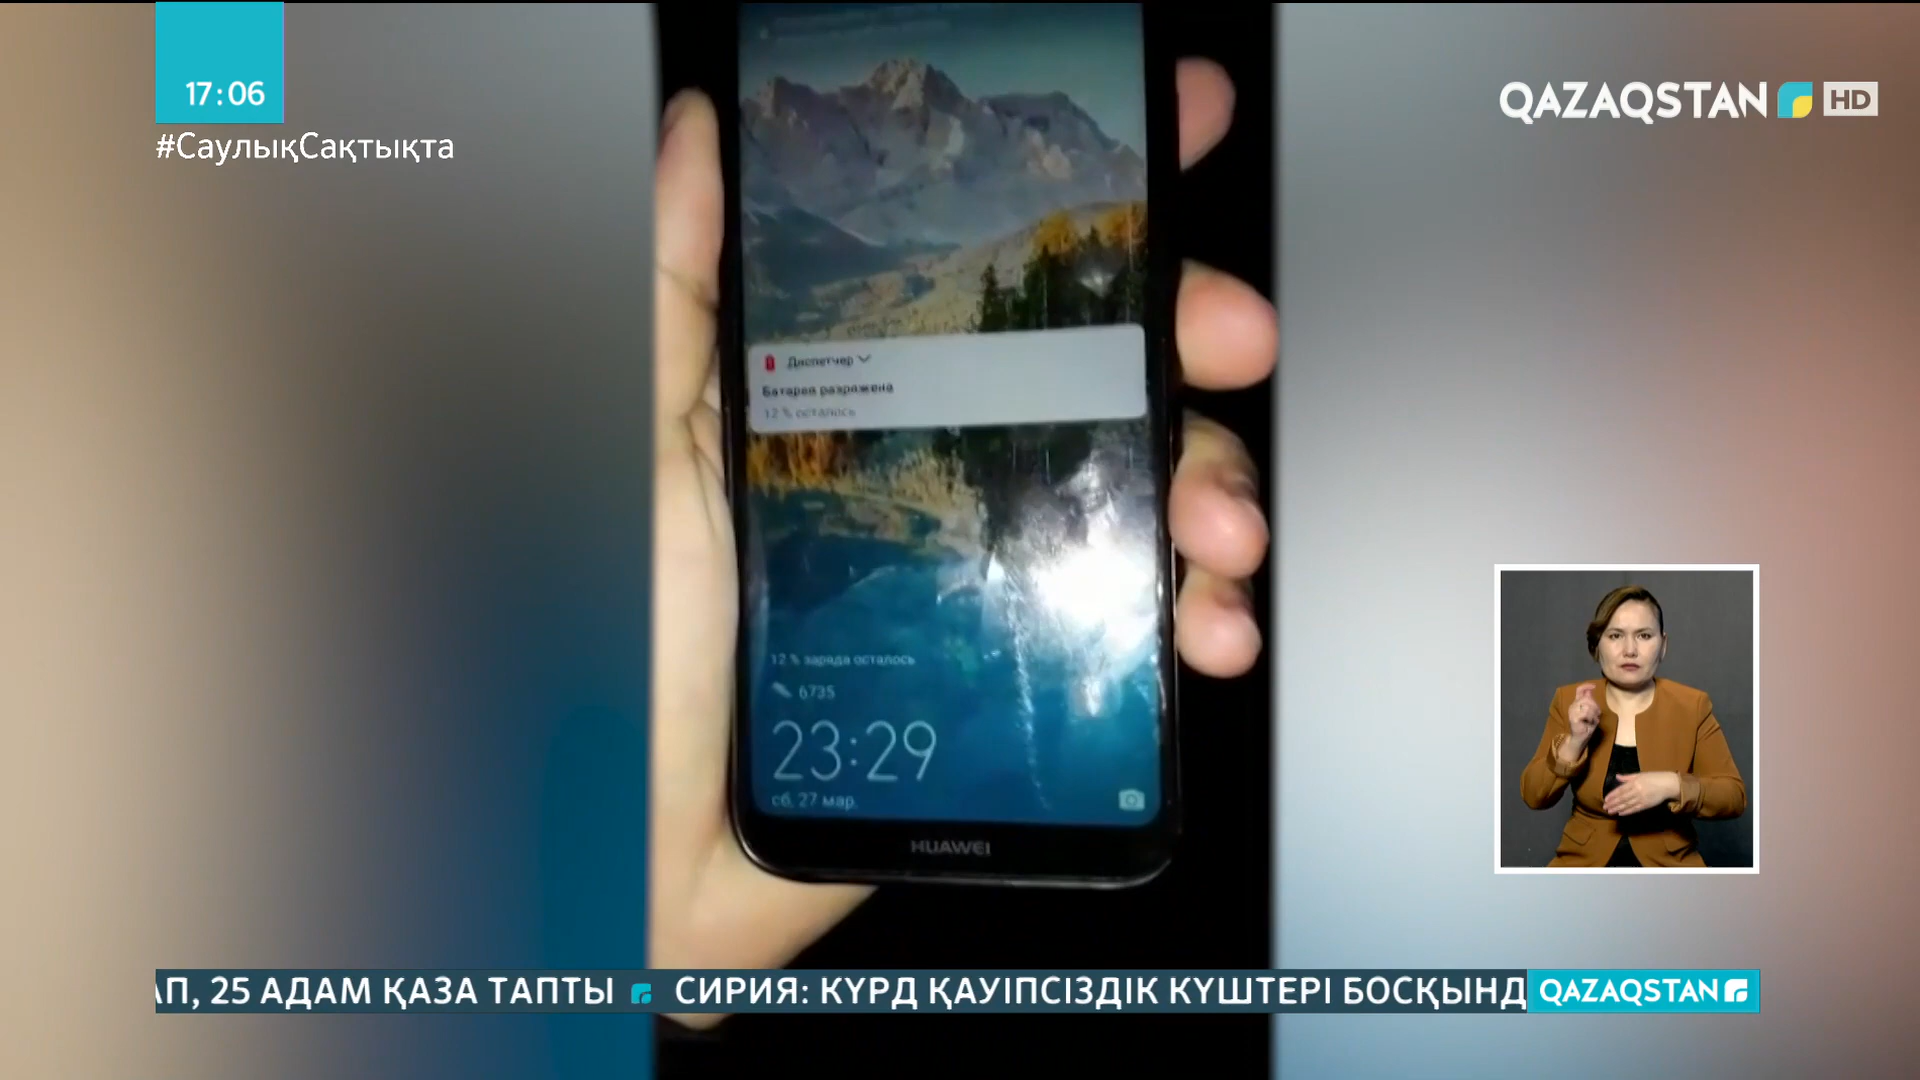 17:06
#СаулықСақтықта
QAZAQSTAN HD
Диспетчер
Батарея разряжена
12 % осталось
12 % заряда осталось
6735
23:29
сб, 27 мар.
HUAWEI
АП, 25 АДАМ ҚАЗА ТАПТЫ СИРИЯ: КҮРД ҚАУІПСІЗДІК КҮШТЕРІ БОСҚЫНД
QAZAQSTAN